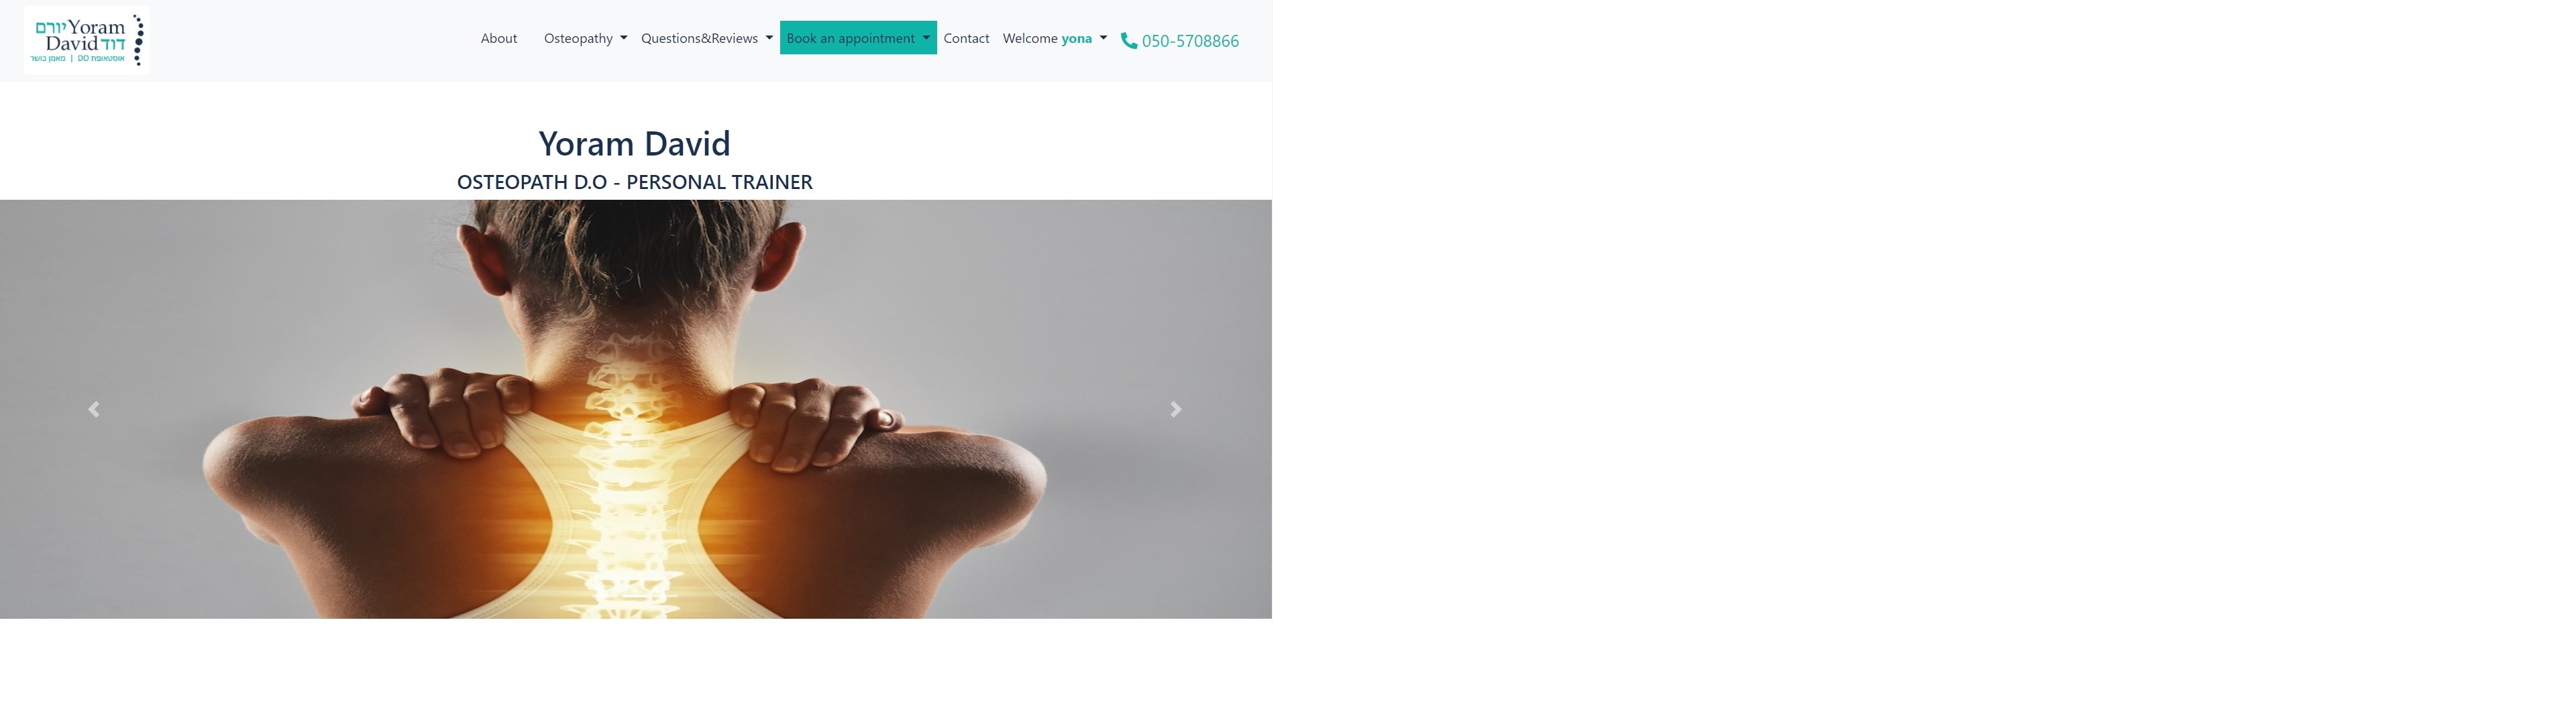 יורם Yoram
David דוד
אוסטאופת DO | מאמן כושר
About Osteopathy Questions&Reviews Book an appointment Contact Welcome yona 050-5708866
Yoram David
OSTEOPATH D.O - PERSONAL TRAINER